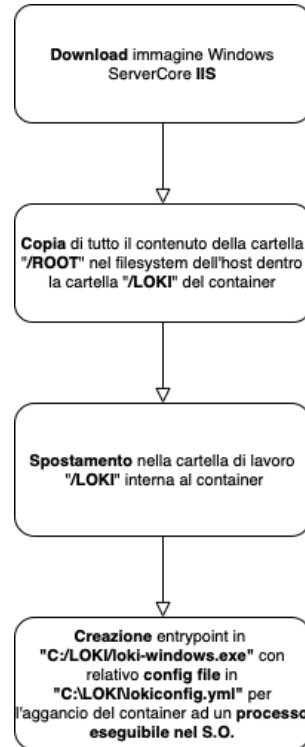 Download immagine Windows
ServerCore IIS
Copia di tutto il contenuto della cartella
"/ROOT" nel filesystem dell'host dentro
la cartella "/LOKI" del container
Spostamento nella cartella di lavoro
"/LOKI" interna al container
Creazione entrypoint in
"C:/LOKI/loki-windows.exe" con
relativo config file in
"C:\LOKI\lokiconfig.yml" per
l'aggancio del container ad un processo
eseguibile nel S.O.